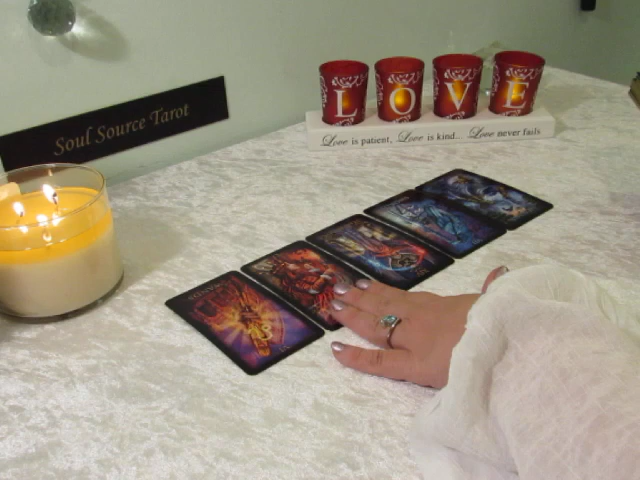 Soul Source Tarot
L O V E
Love is patient, Love is kind... Love never fails